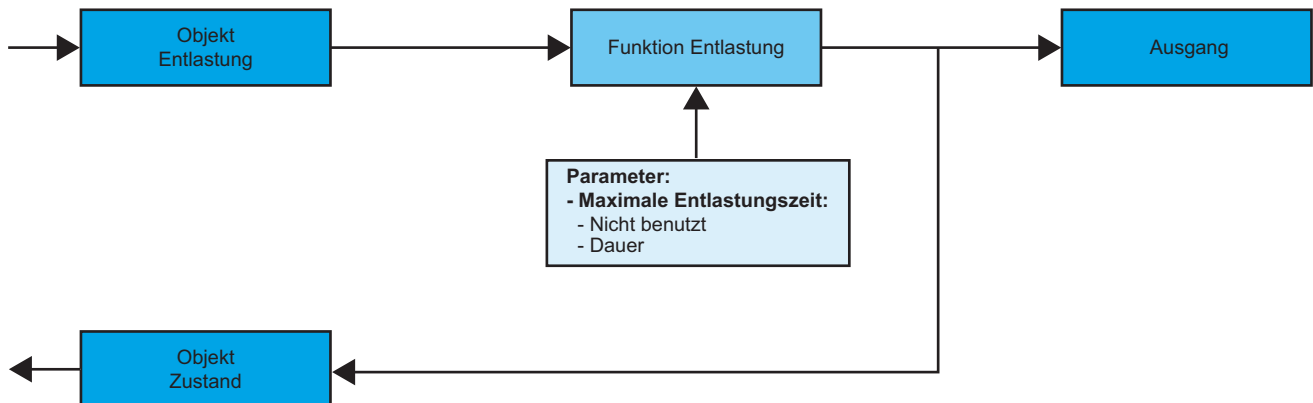 Objekt
Entlastung
Funktion Entlastung
Ausgang
Parameter:
- Maximale Entlastungszeit:
- Nicht benutzt
- Dauer
Objekt
Zustand